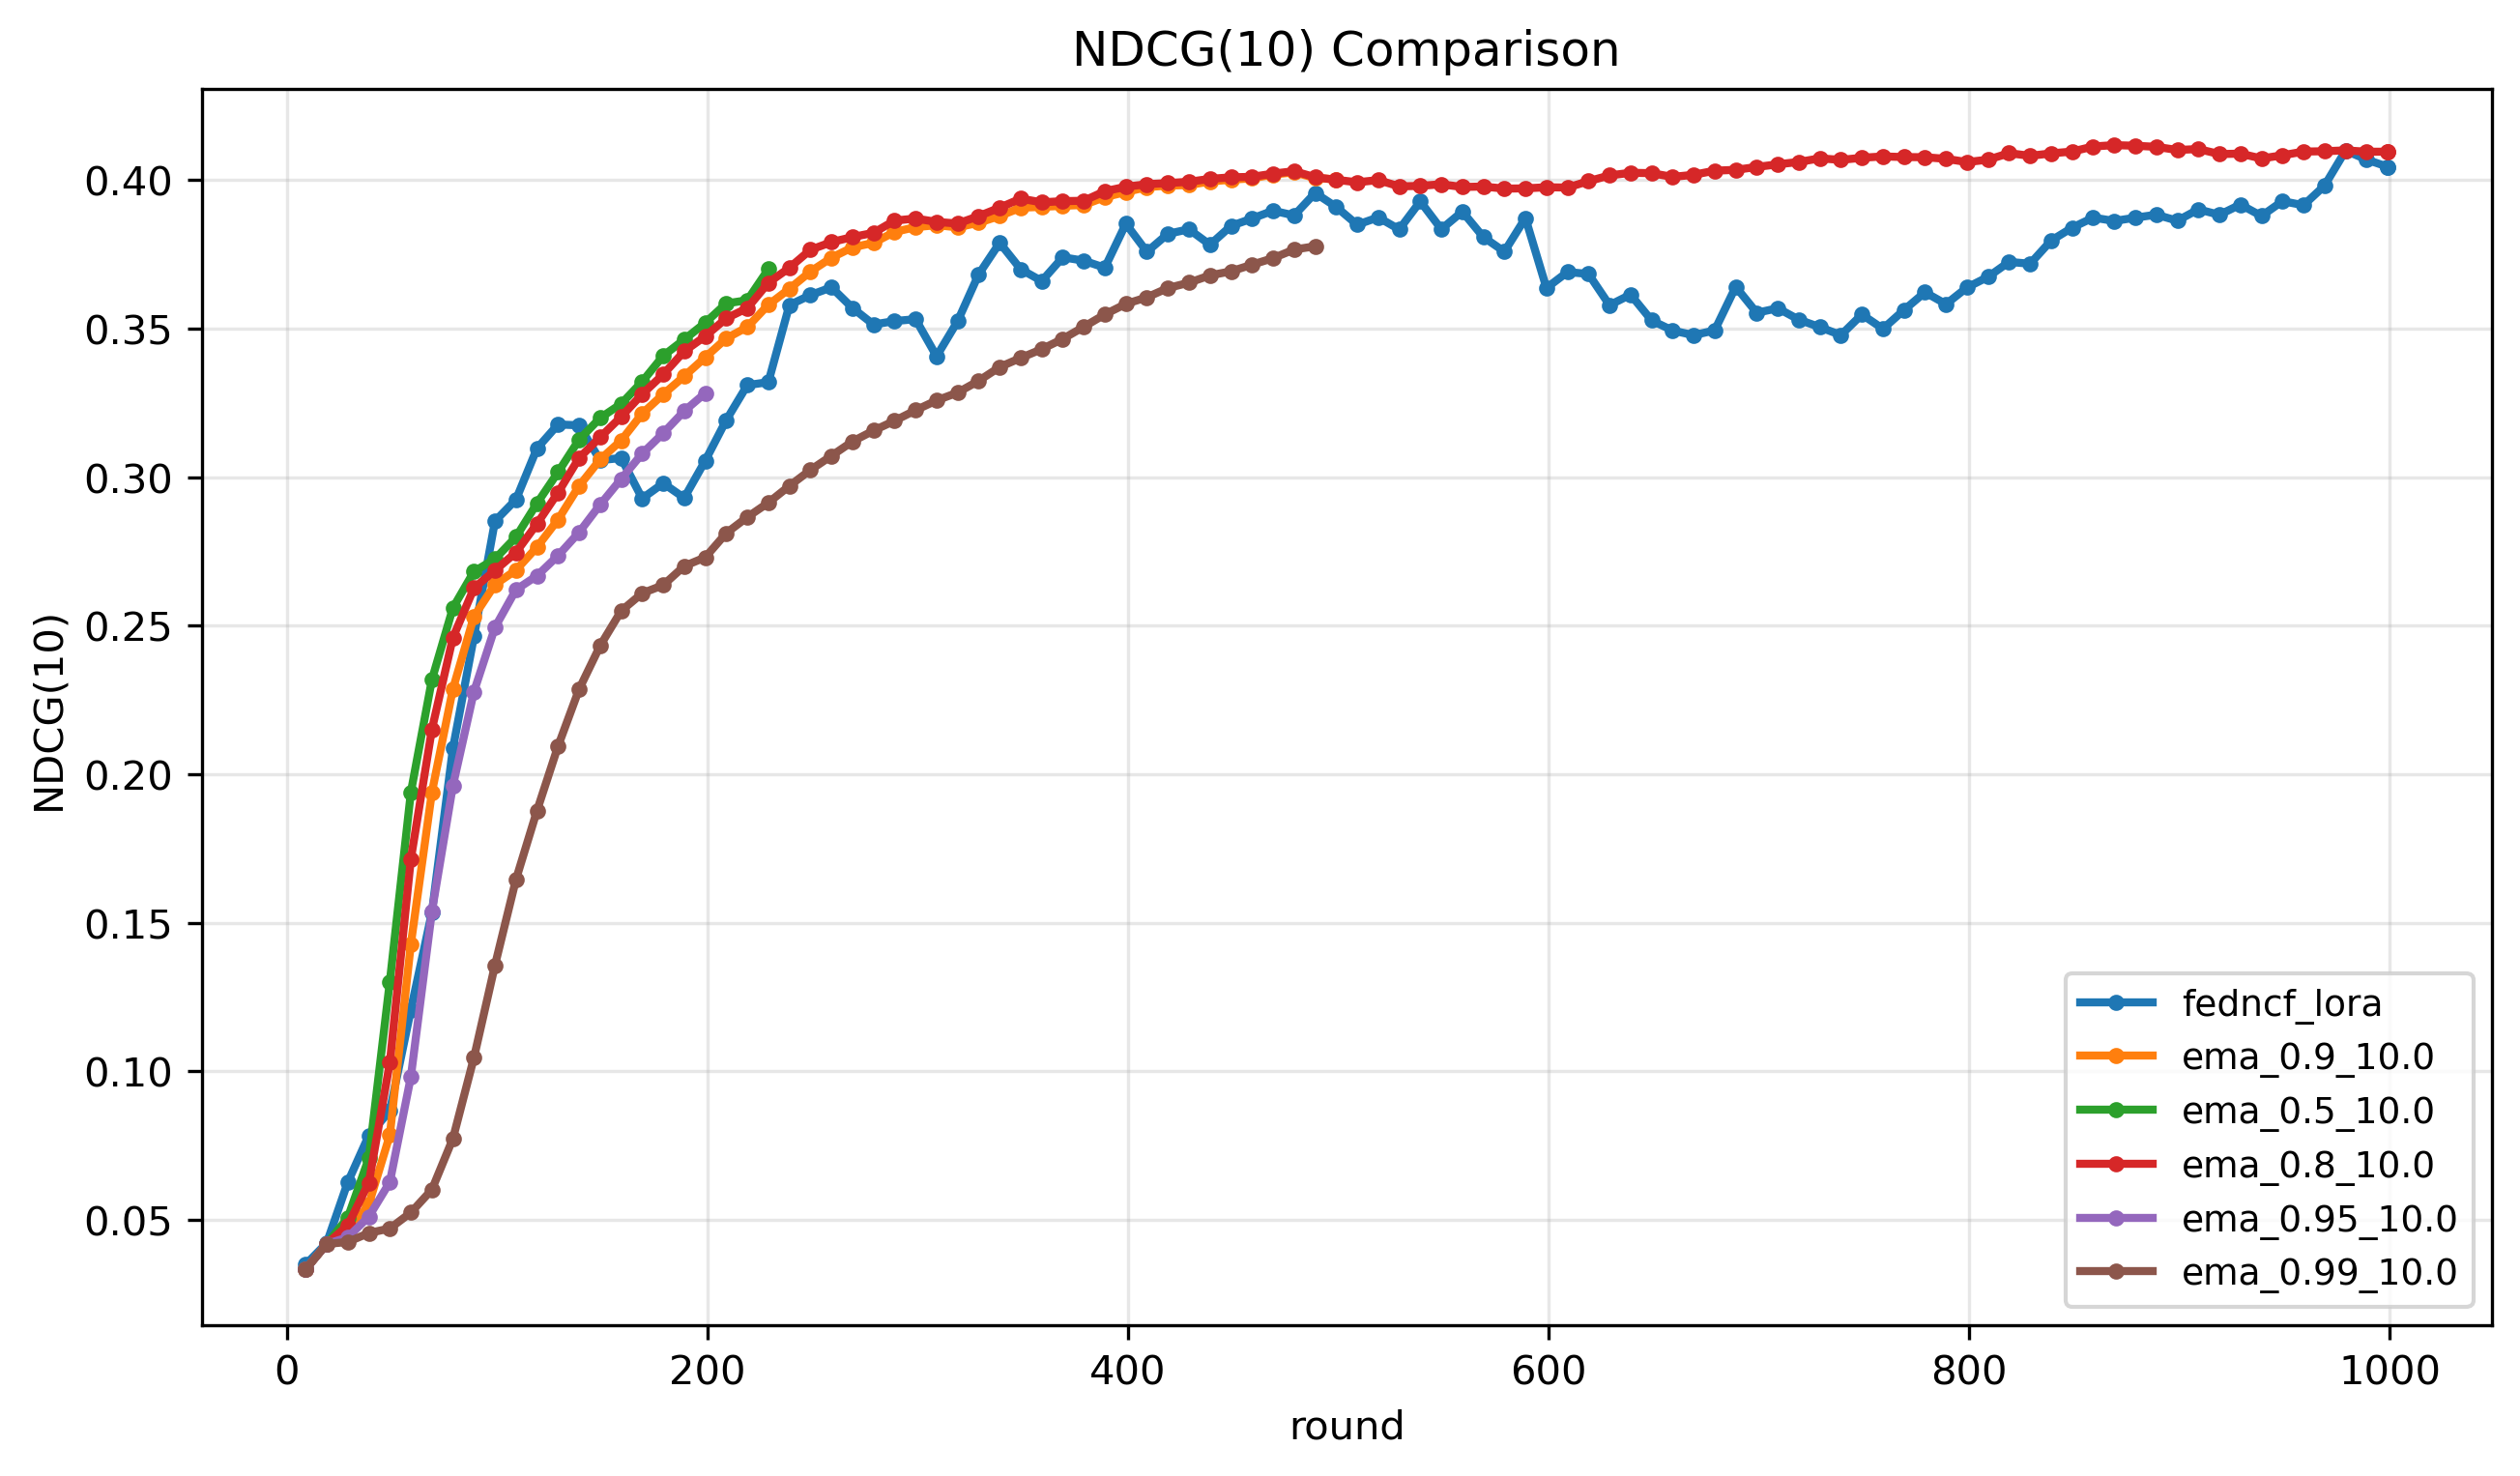 NDCG(10) Comparison
NDCG(10)
0.40
0.35
0.30
0.25
0.20
0.15
0.10
0.05
0
200
400
600
800
1000
round
fedncf_lora
ema_0.9_10.0
ema_0.5_10.0
ema_0.8_10.0
ema_0.95_10.0
ema_0.99_10.0